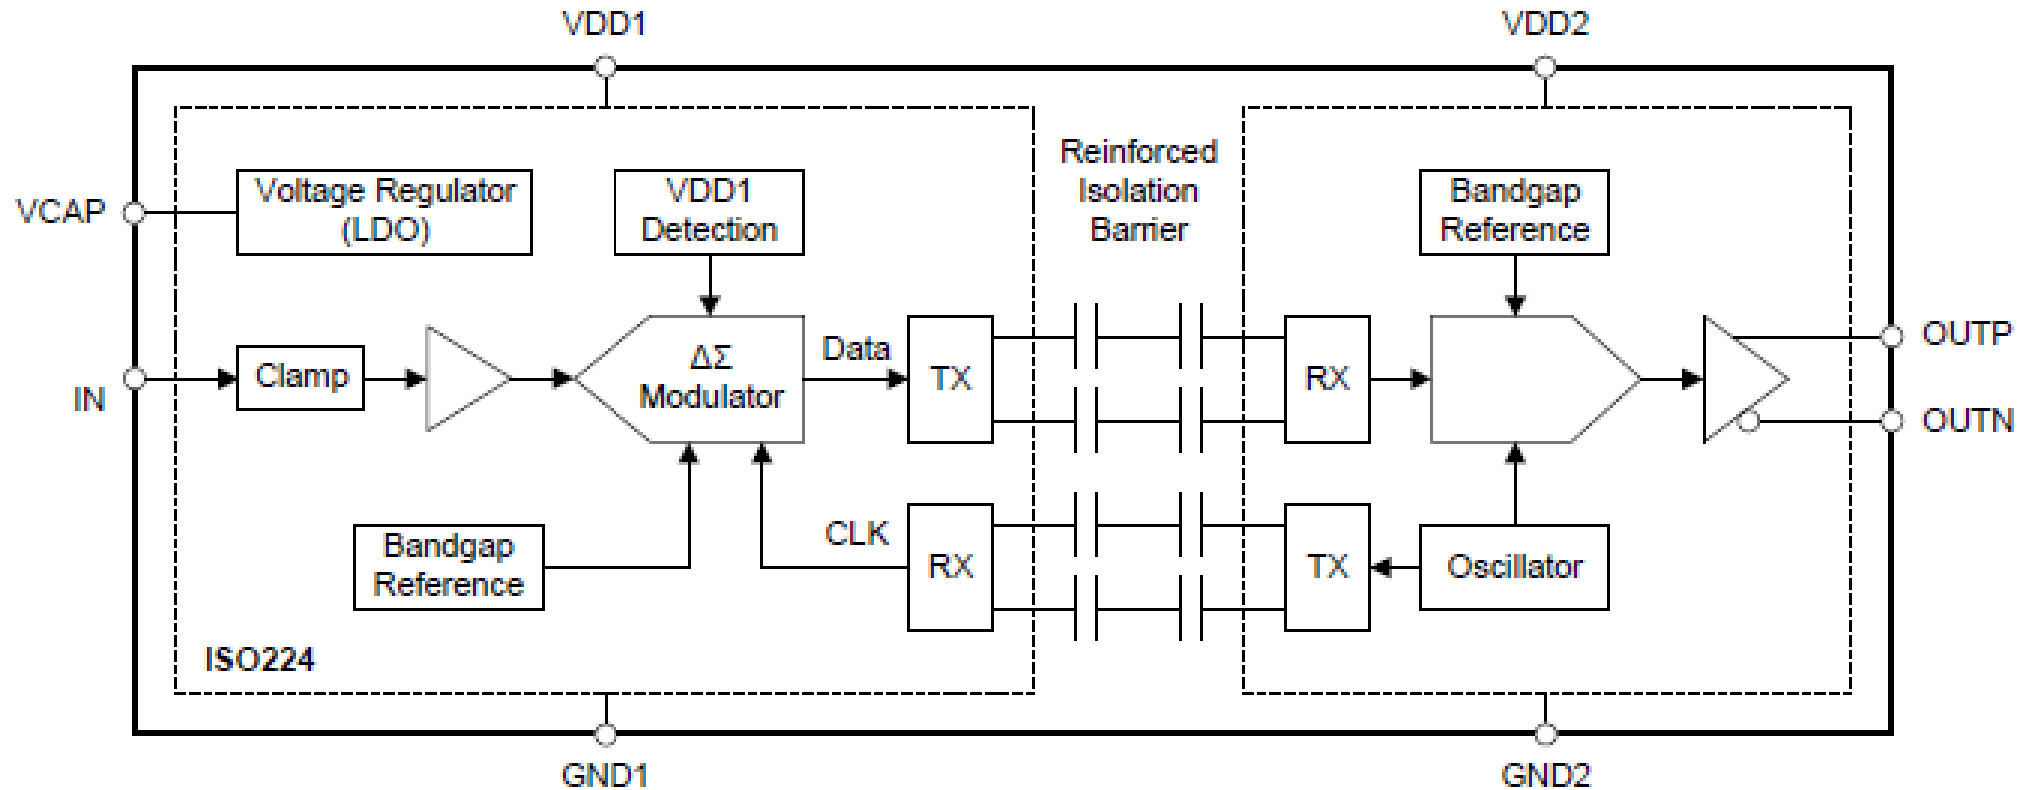 VDD1
VDD2
Reinforced
Isolation
Barrier
VCAP
Voltage Regulator
(LDO)
VDD1
Detection
Bandgap
Reference
IN
Clamp
ΔΣ
Modulator
Data
TX
RX
OUTP
OUTN
Bandgap
Reference
CLK
RX
TX
Oscillator
ISO224
GND1
GND2